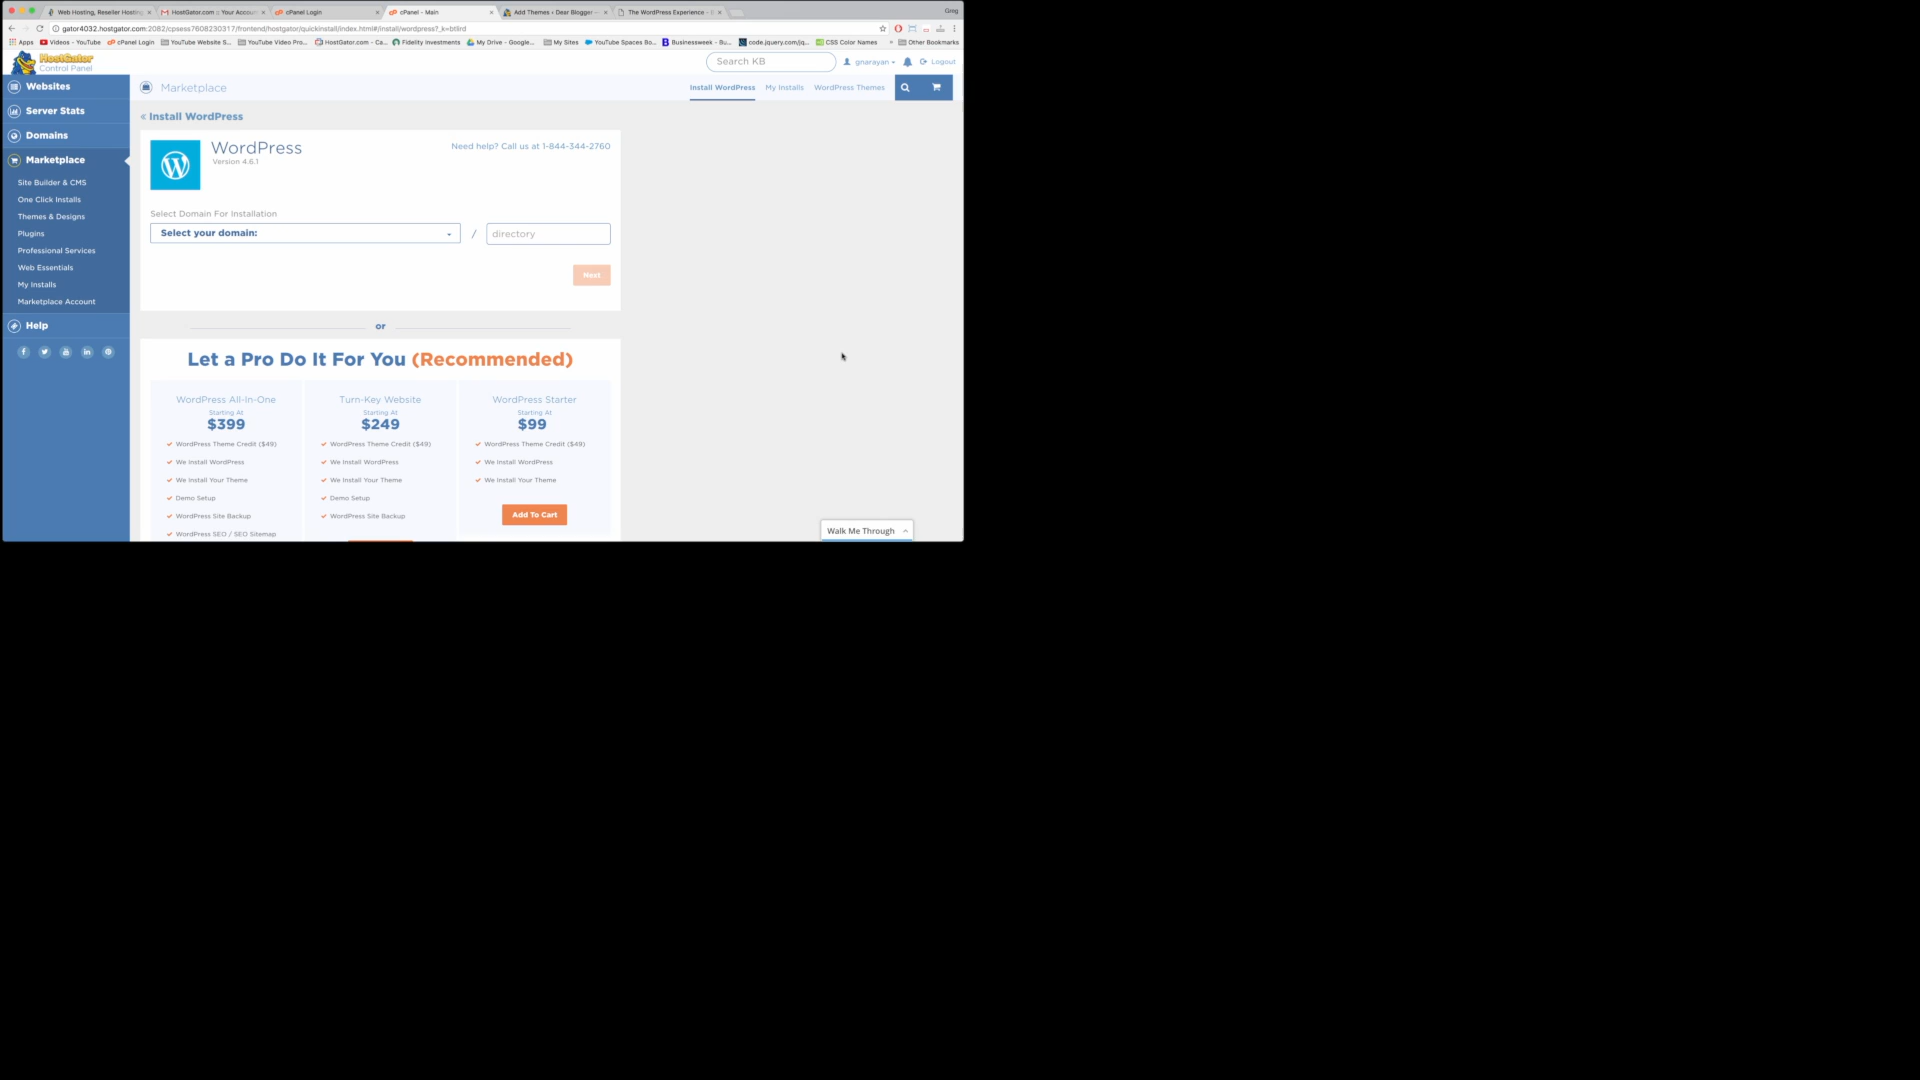 Web Hosting, Reseller Hosting
HostGator.com :: Your Accoun
cPanel Login
cPanel - Main
Add Themes ‹ Dear Blogger —
The WordPress Experience -
Greg
gator4032.hostgator.com:2082/cpsess7608230317/frontend/hostgator/quickinstall/index.html#/install/wordpress?_k=btlird
Apps
Videos - YouTube
cPanel Login
YouTube Website S...
YouTube Video Pro...
HostGator.com - Ca...
Fidelity Investments
My Drive - Google...
My Sites
YouTube Spaces Bo...
Businessweek - Bu...
code.jquery.com/jq...
CSS Color Names
»
Other Bookmarks
HostGator
Control Panel
Search KB
gnarayan
Logout
Websites
Server Stats
Domains
Marketplace
Site Builder & CMS
One Click Installs
Themes & Designs
Plugins
Professional Services
Web Essentials
My Installs
Marketplace Account
Help
Marketplace
Install WordPress
My Installs
WordPress Themes
« Install WordPress
WordPress
Version 4.6.1
Need help? Call us at 1-844-344-2760
Select Domain For Installation
Select your domain:
/
directory
Next
or
Let a Pro Do It For You (Recommended)
WordPress All-In-One
Starting At
$399
WordPress Theme Credit ($49)
We Install WordPress
We Install Your Theme
Demo Setup
WordPress Site Backup
WordPress SEO / SEO Sitemap
Turn-Key Website
Starting At
$249
WordPress Theme Credit ($49)
We Install WordPress
We Install Your Theme
Demo Setup
WordPress Site Backup
WordPress Starter
Starting At
$99
WordPress Theme Credit ($49)
We Install WordPress
We Install Your Theme
Add To Cart
Walk Me Through